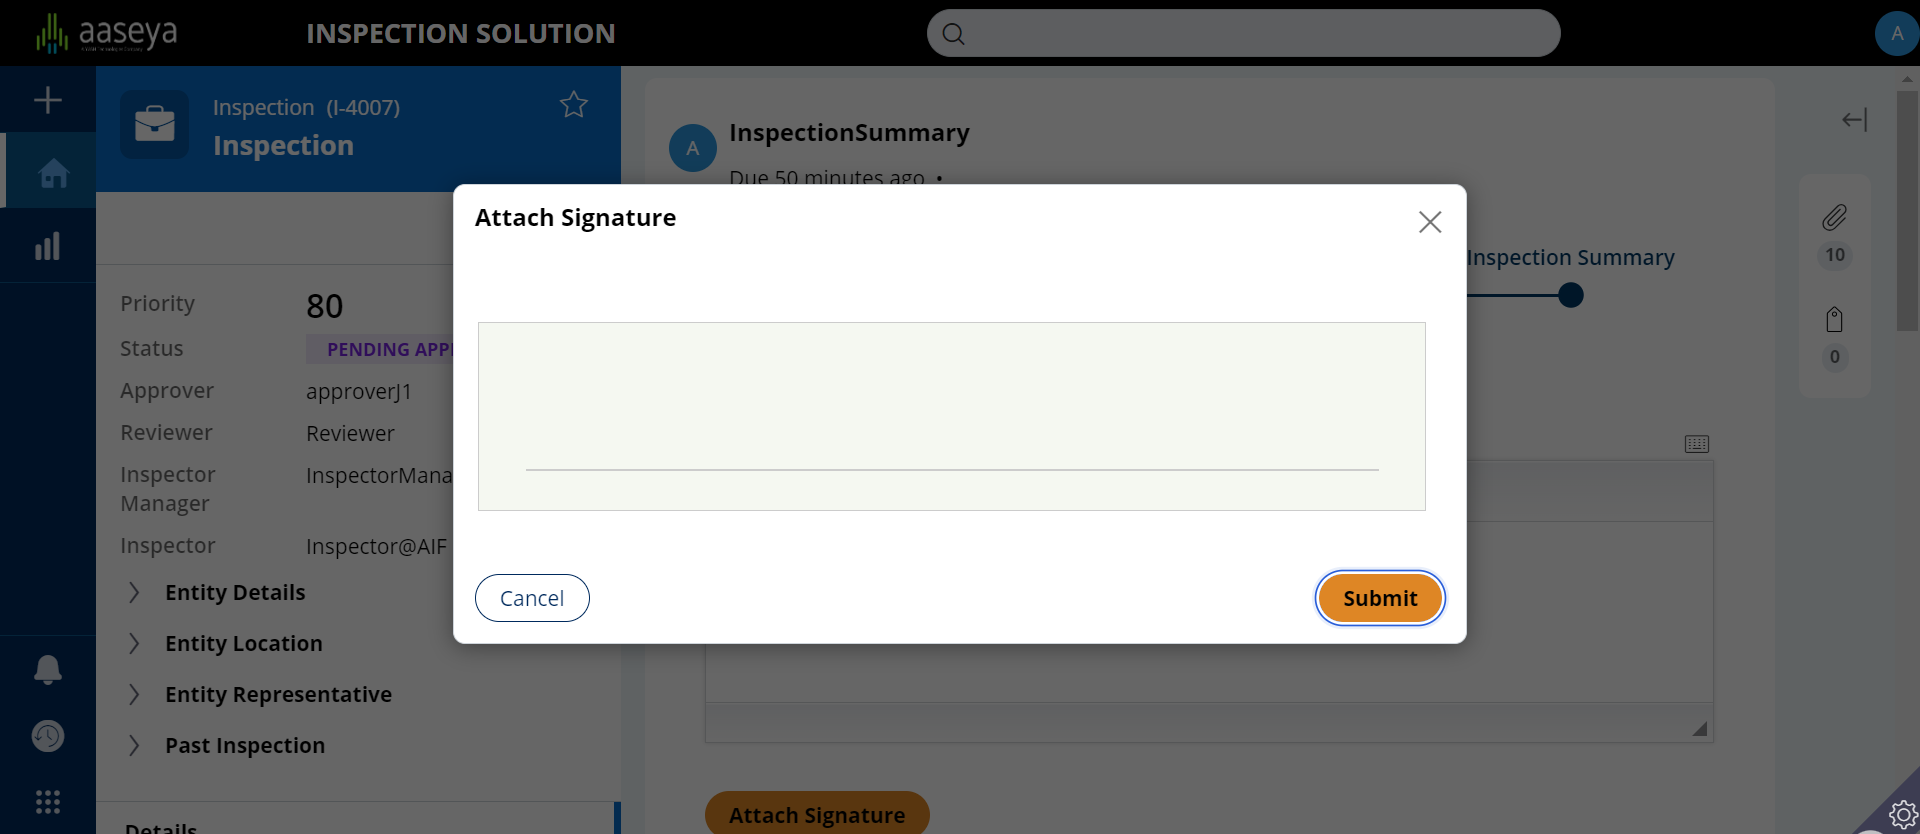 aaseya
INSPECTION SOLUTION
A
Inspection (I-4007)
Inspection
A
InspectionSummary
Due 50 minutes ago •
Attach Signature
Inspection Summary
10
0
Priority 80
Status PENDING APP
Approver approverJ1
Reviewer Reviewer
Inspector Manager InspectorMana
Inspector Inspector@AIF
Entity Details
Entity Location
Entity Representative
Past Inspection
Details
Cancel
Submit
Attach Signature